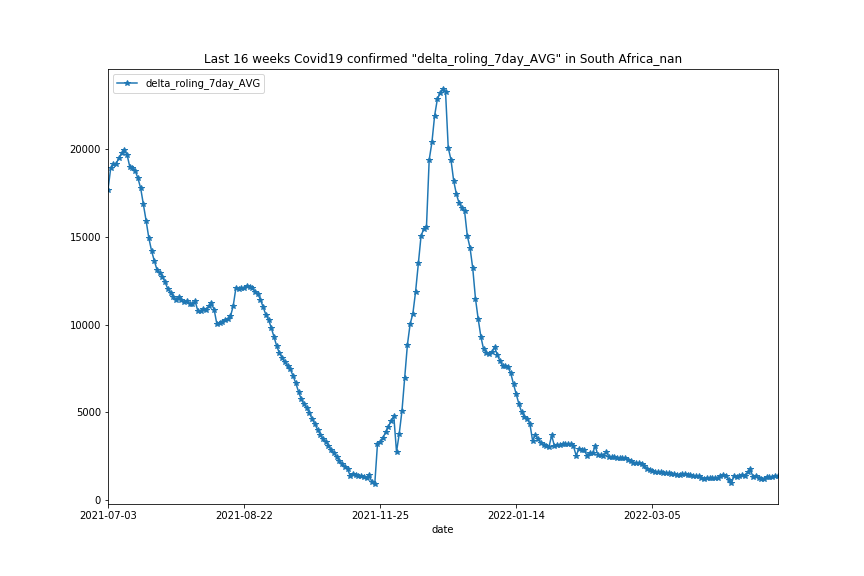 Last 16 weeks Covid19 confirmed "delta_roling_7day_AVG" in South Africa_nan
delta_roling_7day_AVG
20000
15000
10000
5000
0
2021-07-03 2021-08-22 2021-11-25 2022-01-14 2022-03-05
date